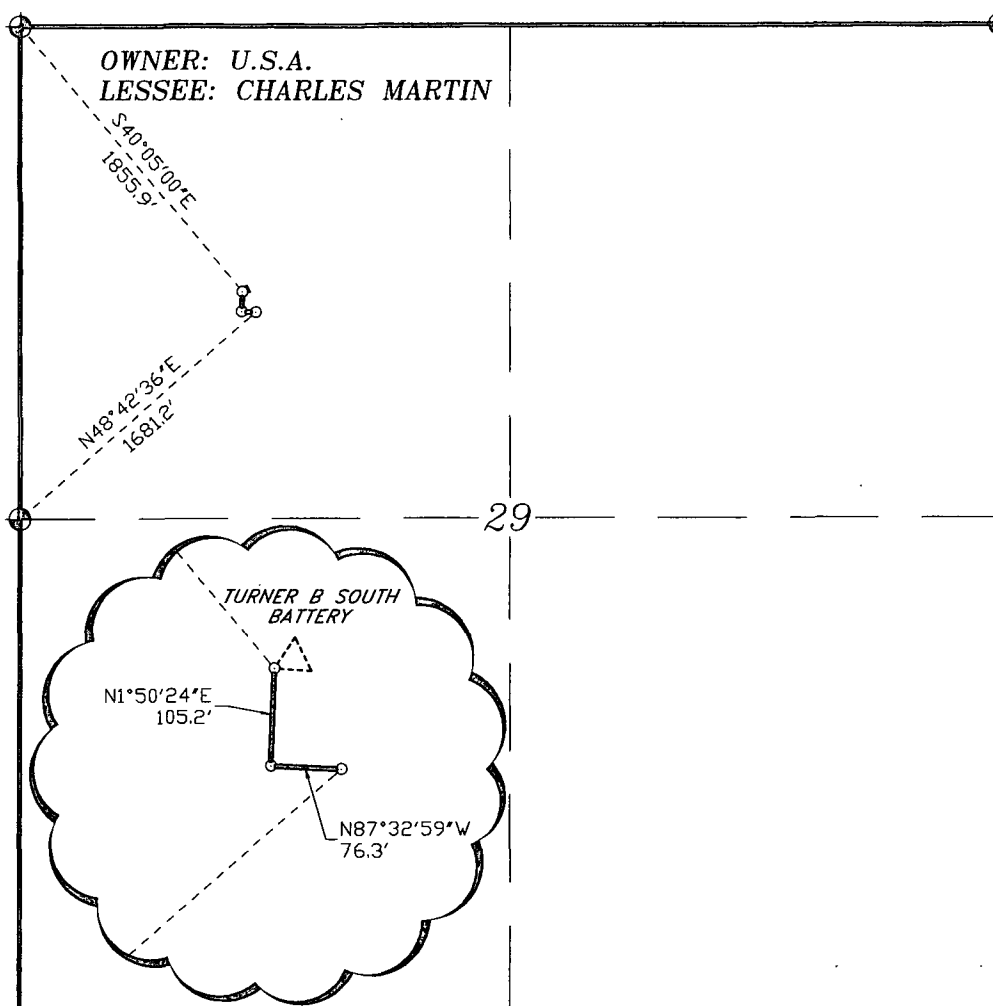 OWNER: U.S.A.
LESSEE: CHARLES MARTIN
S40°05'00"E
1855.9'
N48°42'36"E
1681.2'
29
TURNER B SOUTH
BATTERY
N1°50'24"E
105.2'
N87°32'59"W
76.3'